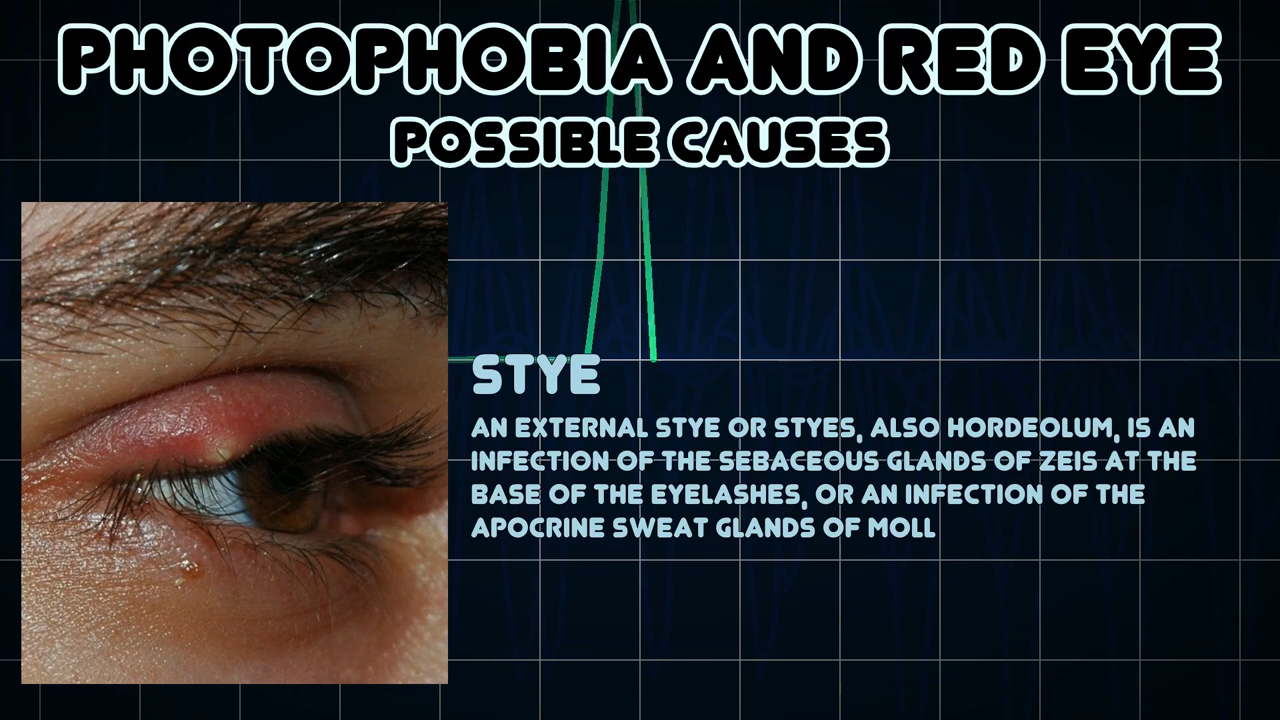 PHOTOPHOBIA AND RED EYE
POSSIBLE CAUSES
STYE
AN EXTERNAL STYE OR STYES, ALSO HORDEOLUM, IS AN
INFECTION OF THE SEBACEOUS GLANDS OF ZEIS AT THE
BASE OF THE EYELASHES, OR AN INFECTION OF THE
APOCRINE SWEAT GLANDS OF MOLL